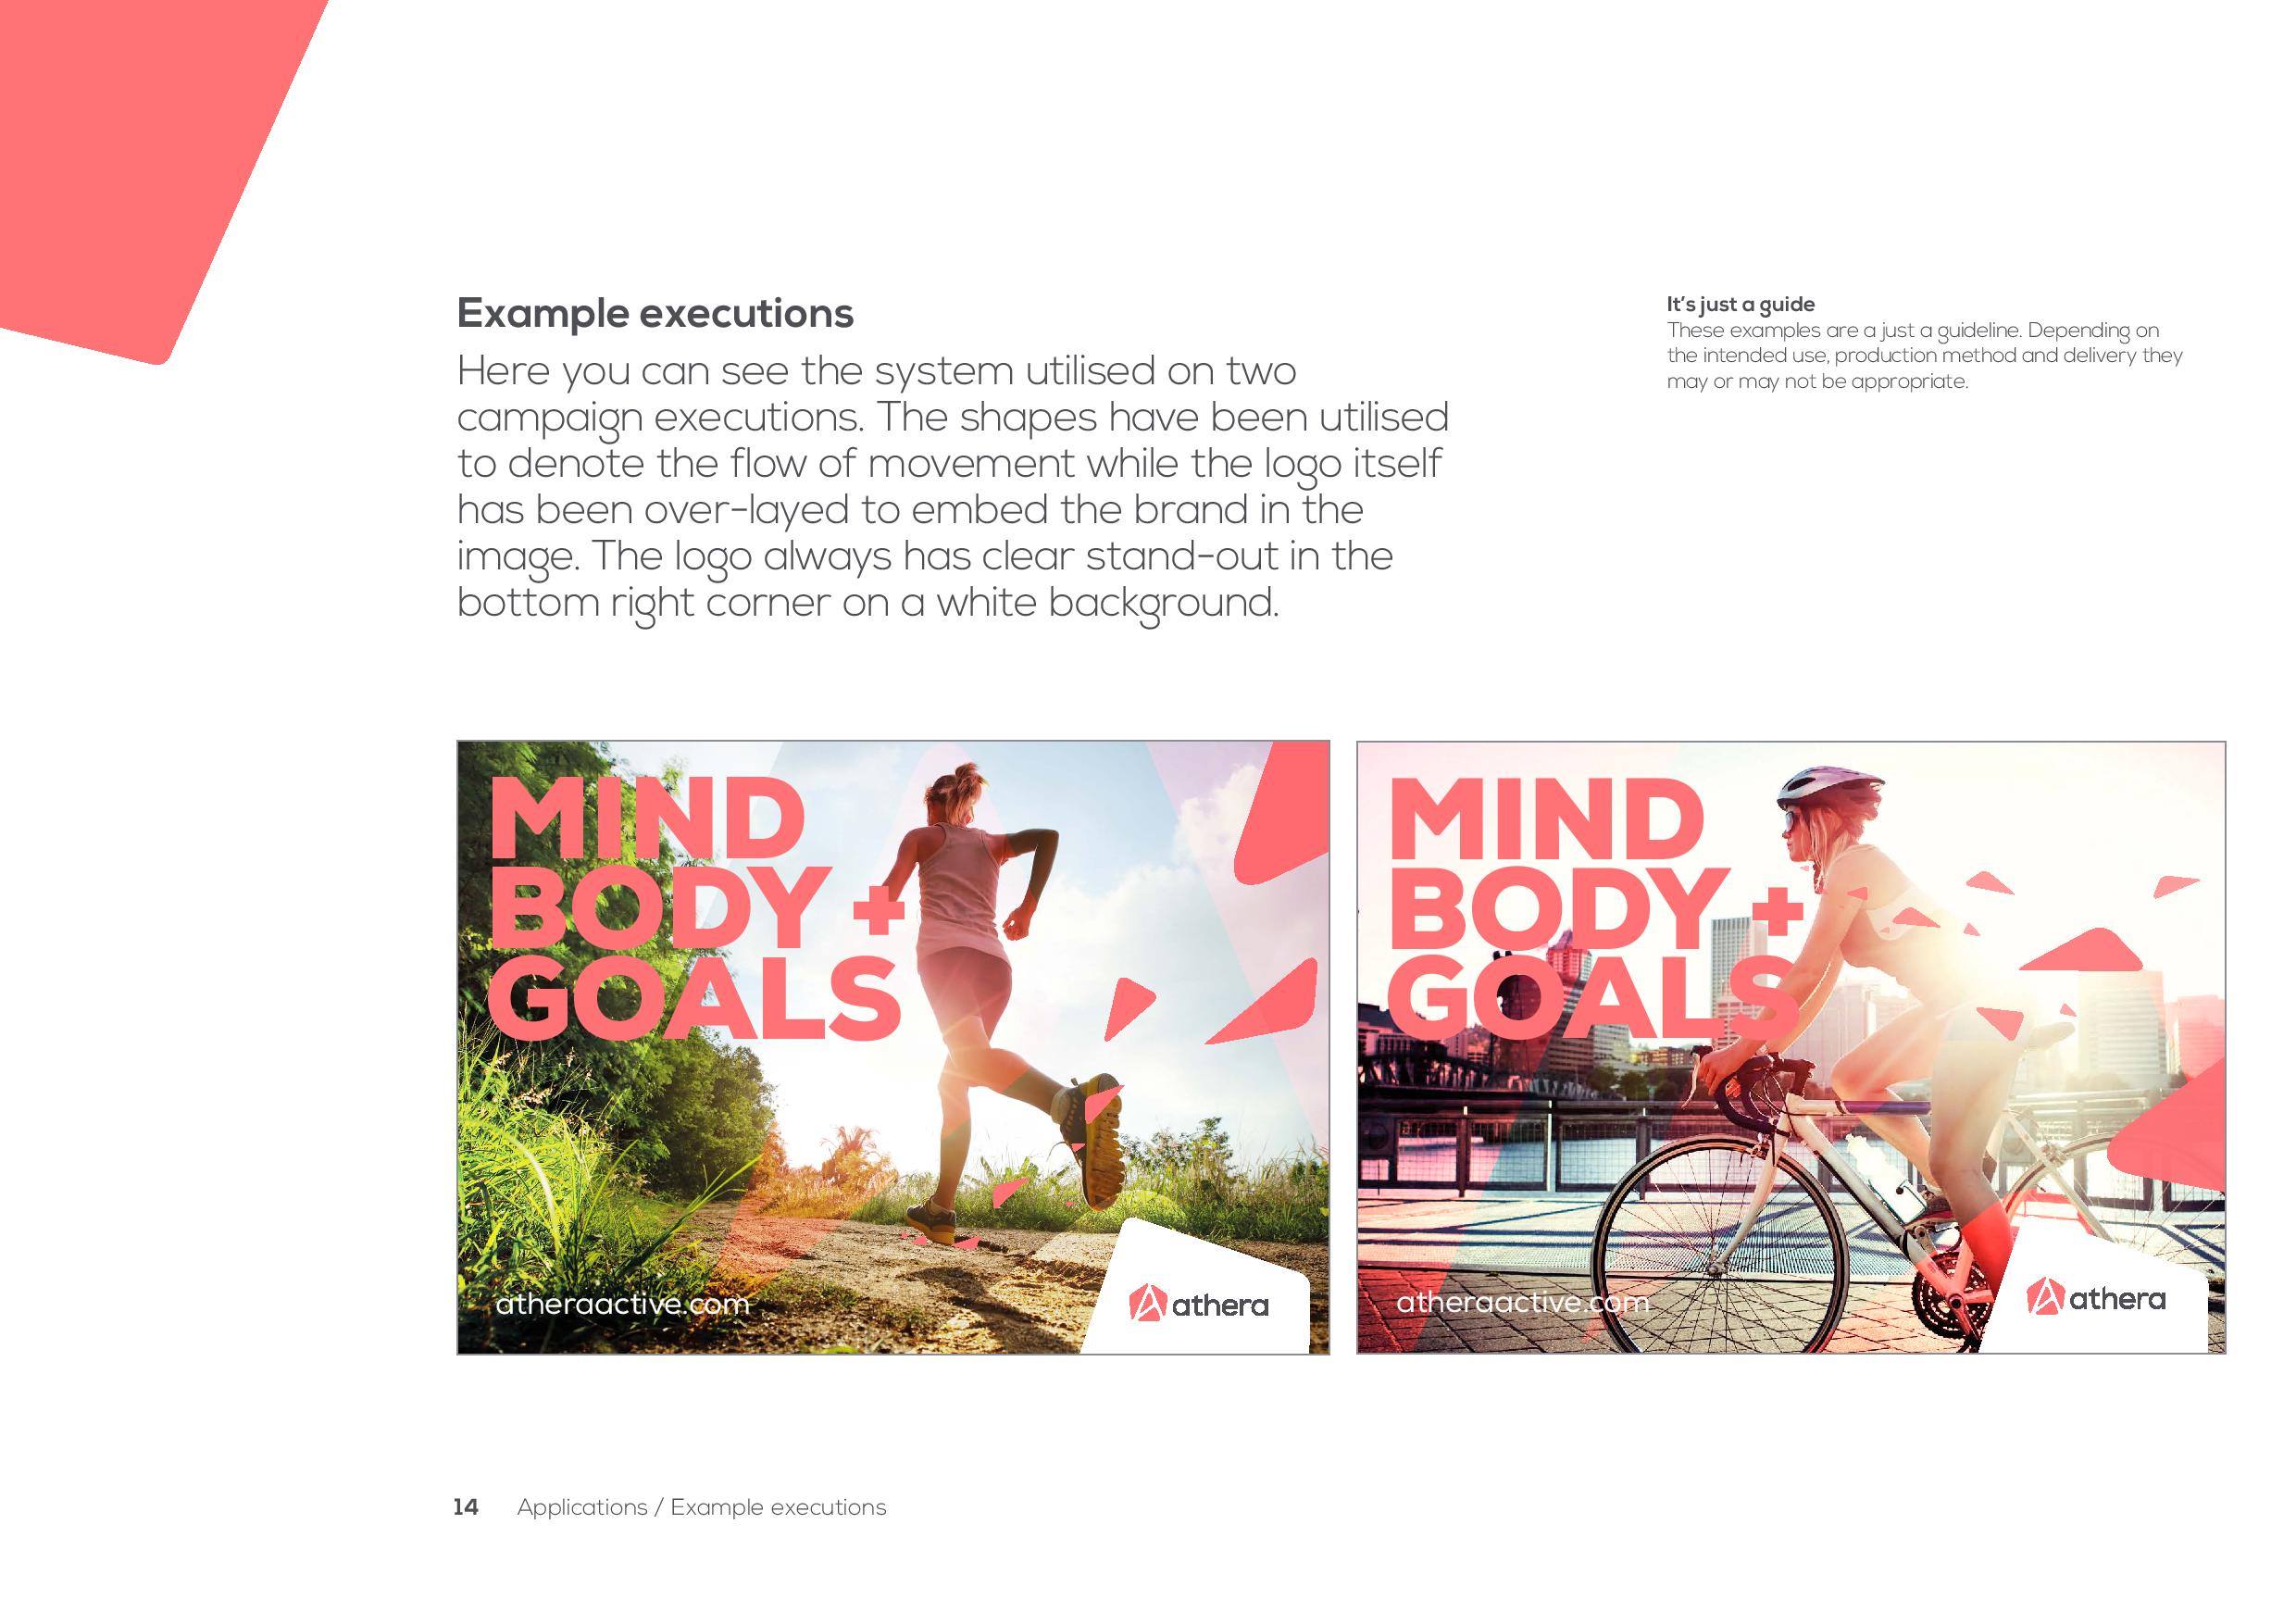 Example executions
Here you can see the system utilised on two
campaign executions. The shapes have been utilised
to denote the flow of movement while the logo itself
has been over-layed to embed the brand in the
image. The logo always has clear stand-out in the
bottom right corner on a white background.
It's just a guide
These examples are a just a guideline. Depending on
the intended use, production method and delivery they
may or may not be appropriate.
MIND
BODY +
GOALS
atheraactive.com
athera
MIND
BODY +
GOALS
atheraactive.com
athera
14 Applications / Example executions